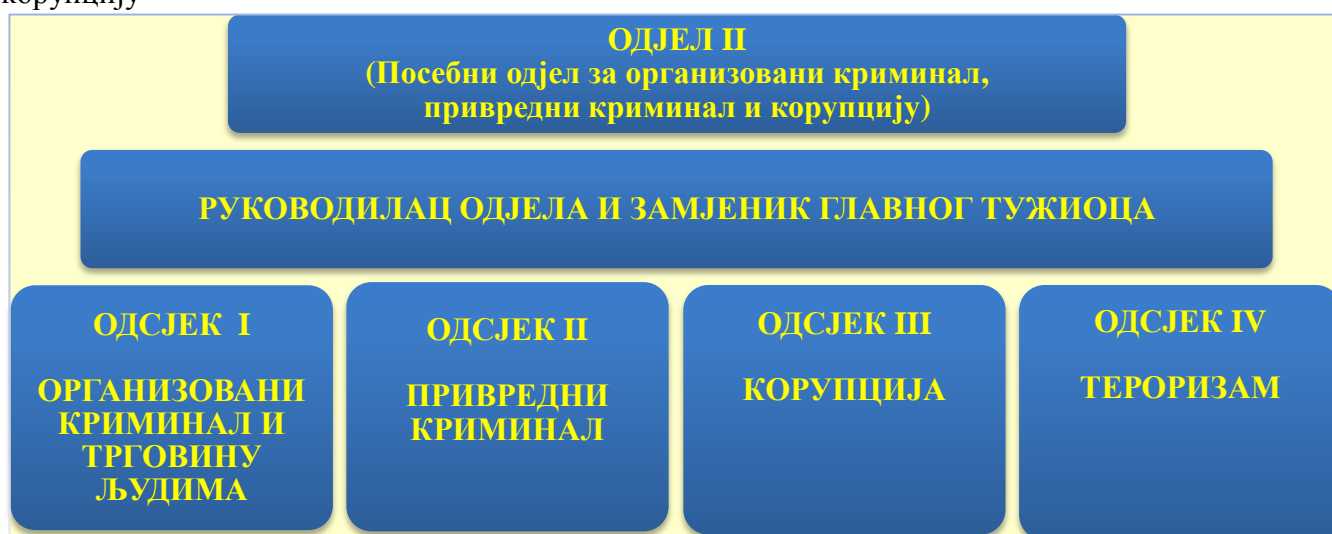 корупцију
ОДЈЕЛ II
(Посебни одјел за организовани криминал,
привредни криминал и корупцију)
РУКОВОДИЛАЦ ОДЈЕЛА И ЗАМЈЕНИК ГЛАВНОГ ТУЖИОЦА
ОДСЈЕК I
ОРГАНИЗОВАНИ
КРИМИНАЛ И
ТРГОВИНУ
ЉУДИМА
ОДСЈЕК II
ПРИВРЕДНИ
КРИМИНАЛ
ОДСЈЕК III
КОРУПЦИЈА
ОДСЈЕК IV
ТЕРОРИЗАМ